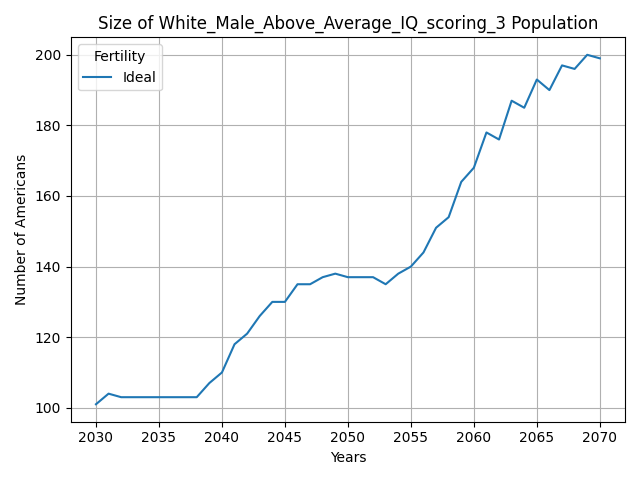 Size of White_Male_Above_Average_IQ_scoring_3 Population
Fertility
Ideal
200
180
160
140
120
100
Number of Americans
2030 2035 2040 2045 2050 2055 2060 2065 2070
Years